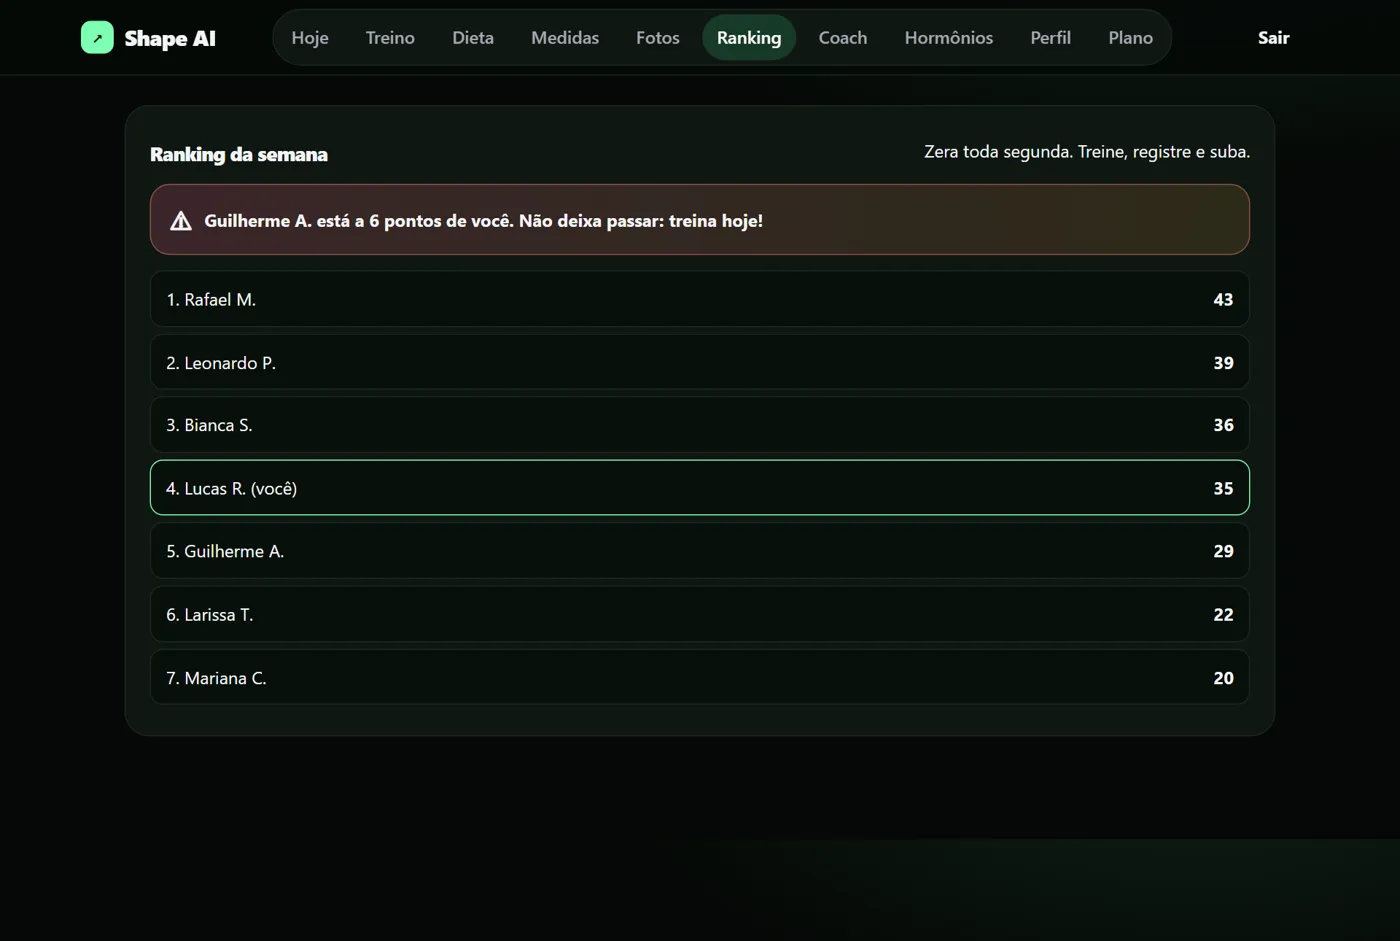 Shape AI
Hoje Treino Dieta Medidas Fotos Ranking Coach Hormônios Perfil Plano
Sair
Ranking da semana
Zera toda segunda. Treine, registre e suba.
Guilherme A. está a 6 pontos de você. Não deixa passar: treina hoje!
1. Rafael M. 43
2. Leonardo P. 39
3. Bianca S. 36
4. Lucas R. (você) 35
5. Guilherme A. 29
6. Larissa T. 22
7. Mariana C. 20